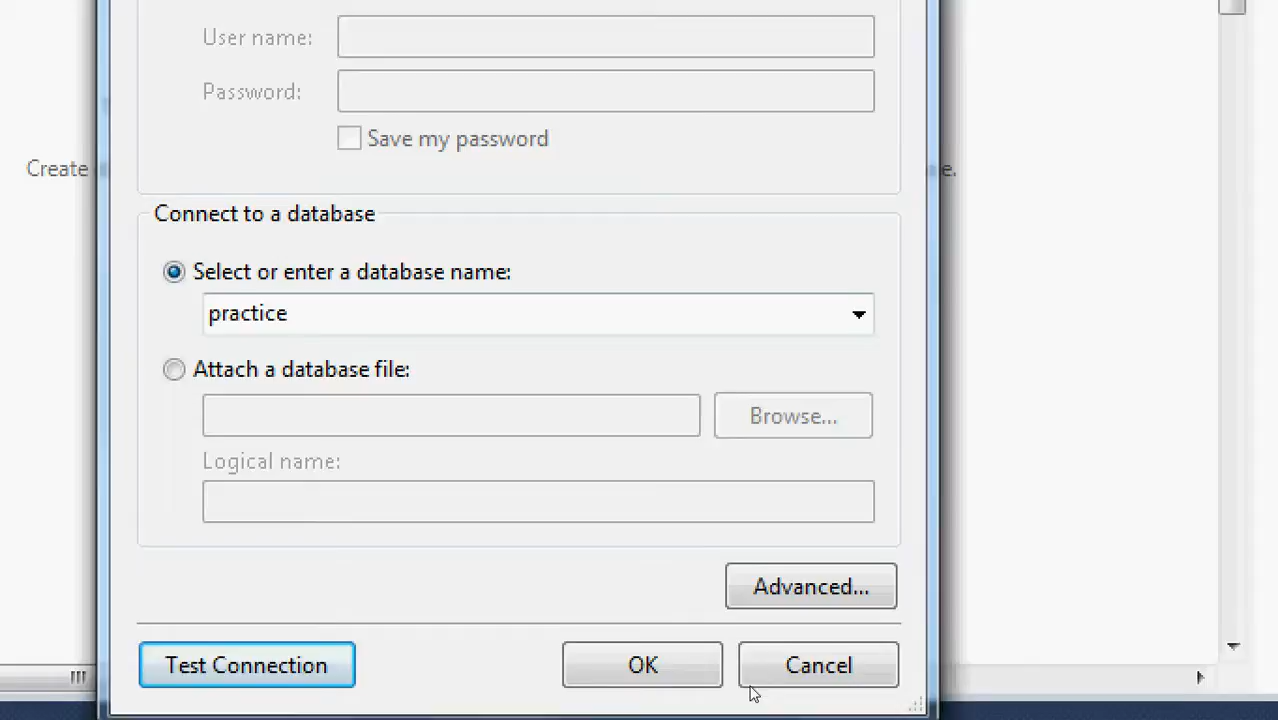 User name:
Password:
Save my password
Create
e.
Connect to a database
Select or enter a database name:
practice
Attach a database file:
Browse...
Logical name:
Advanced...
Test Connection
OK
Cancel